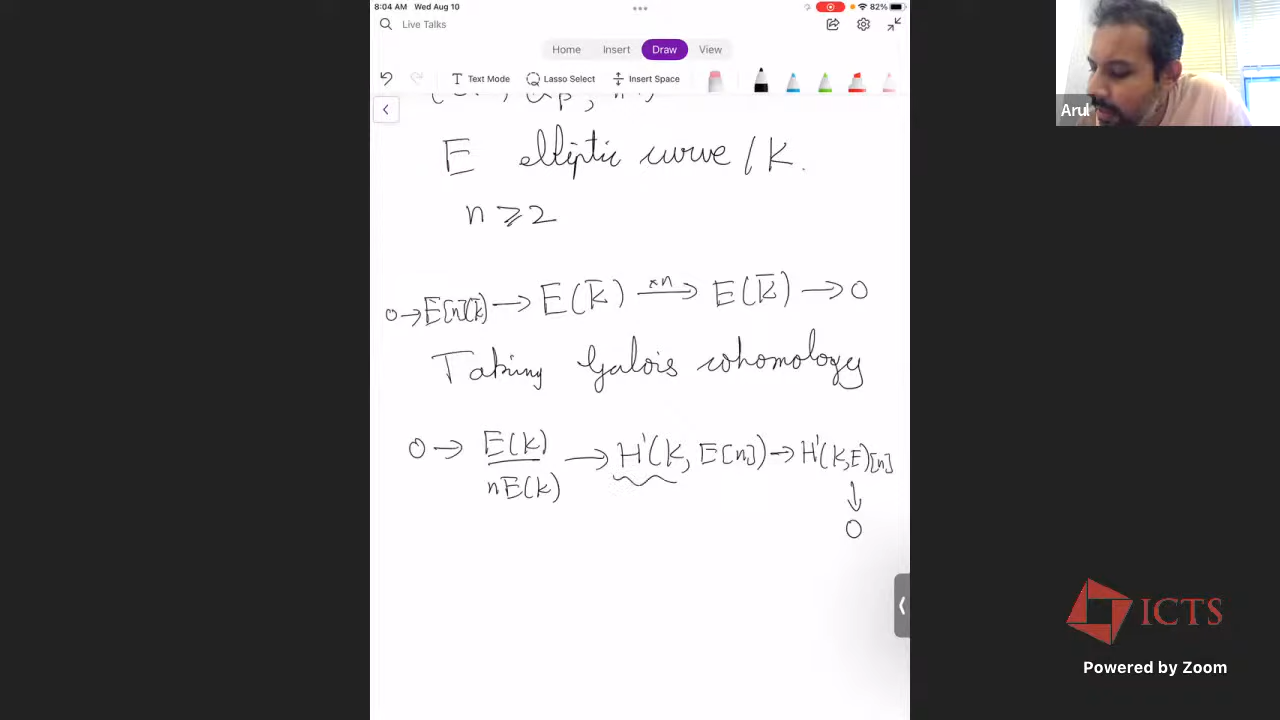 8:04 AM Wed Aug 10
82%
Live Talks
Home Insert Draw View
Text Mode Lasso Select Insert Space
E elliptic curve / K.
n ⩾ 2
0 → E[n](K̄) → E(K̄) —×n→ E(K̄) → 0
Taking Galois cohomology
0 → E(K) / nE(K) → H¹(K, E[n]) → H¹(K,E)[n]
↓
0
Arul
ICTS
Powered by Zoom